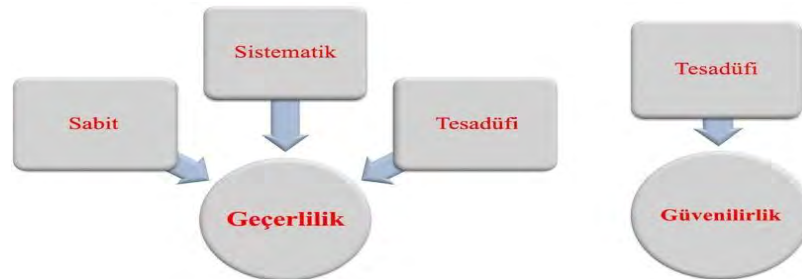 Sistematik
Sabit
Tesadüfi
Geçerlilik
Tesadüfi
Güvenilirlik